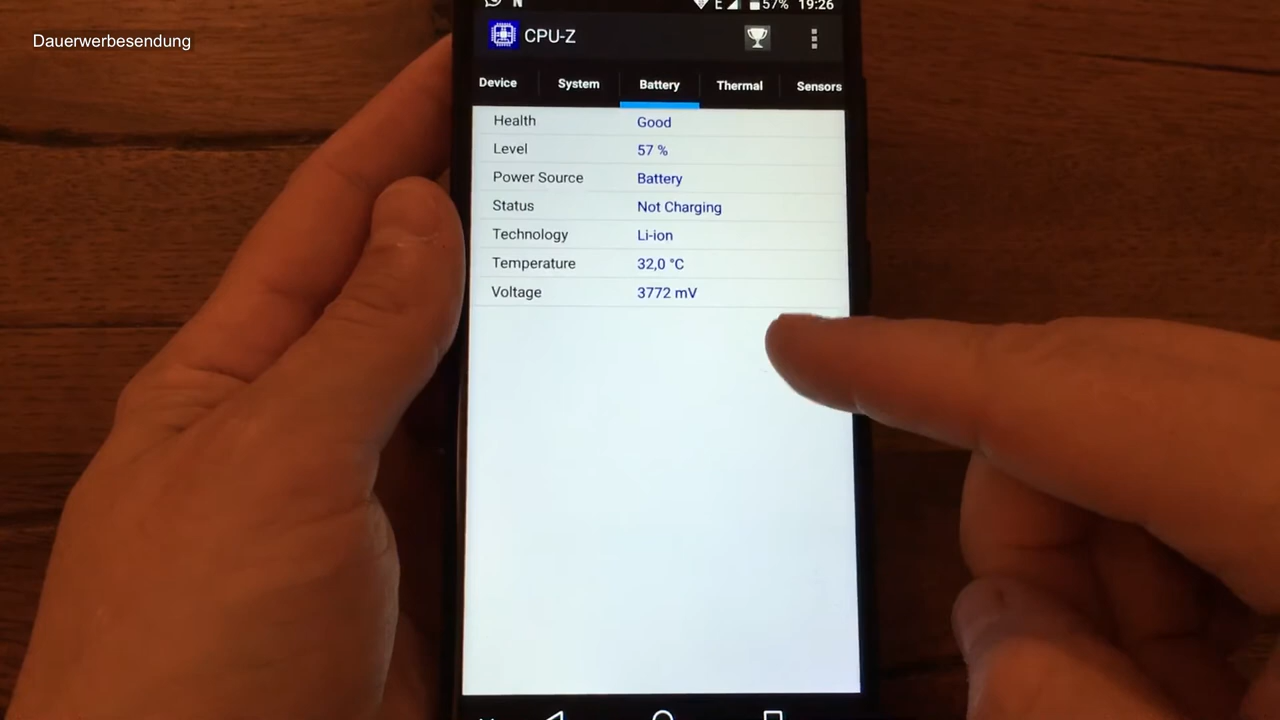 Dauerwerbesendung
E 57% 19:26
CPU-Z
Device System Battery Thermal Sensors
Health Good
Level 57 %
Power Source Battery
Status Not Charging
Technology Li-ion
Temperature 32,0 °C
Voltage 3772 mV